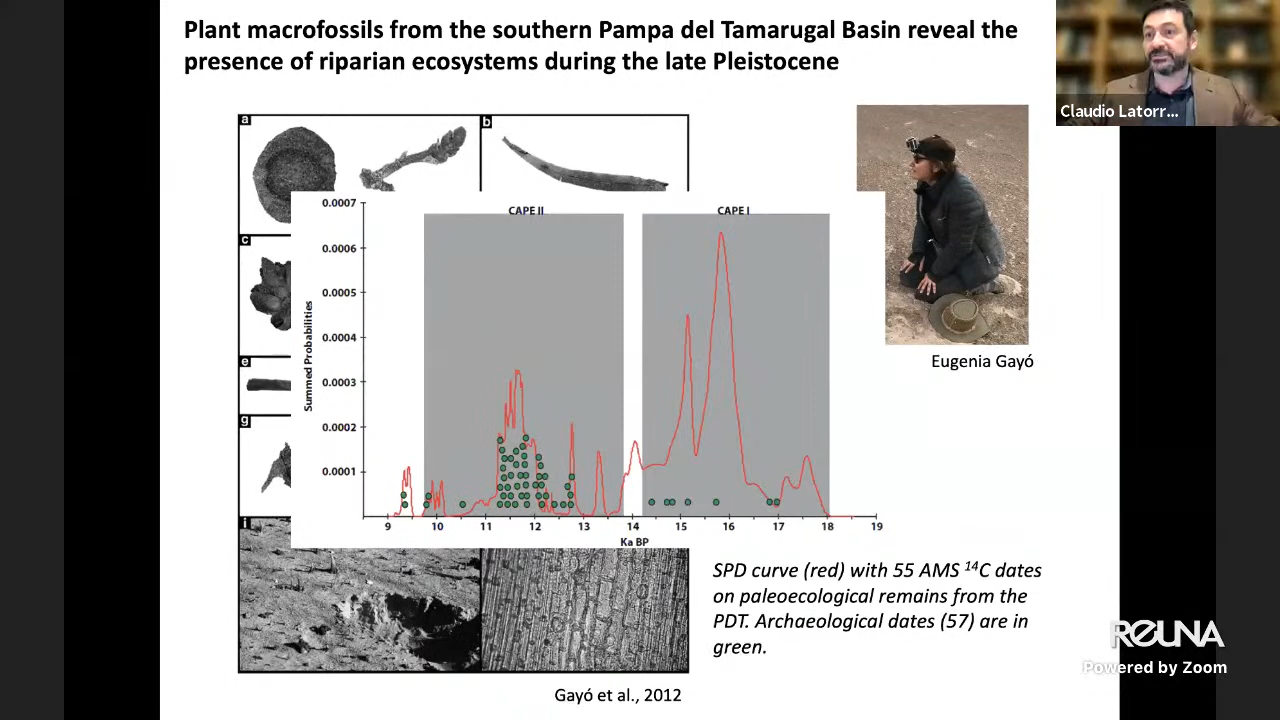 Plant macrofossils from the southern Pampa del Tamarugal Basin reveal the
presence of riparian ecosystems during the late Pleistocene
Claudio Latorr...
a
b
c
e
g
i
CAPE II
CAPE I
0.0007
0.0006
0.0005
0.0004
0.0003
0.0002
0.0001
Summed Probabilities
9 10 11 12 13 14 15 16 17 18 19
Ka BP
Eugenia Gayó
SPD curve (red) with 55 AMS ¹⁴C dates
on paleoecological remains from the
PDT. Archaeological dates (57) are in
green.
Gayó et al., 2012
REUNA
Powered by Zoom